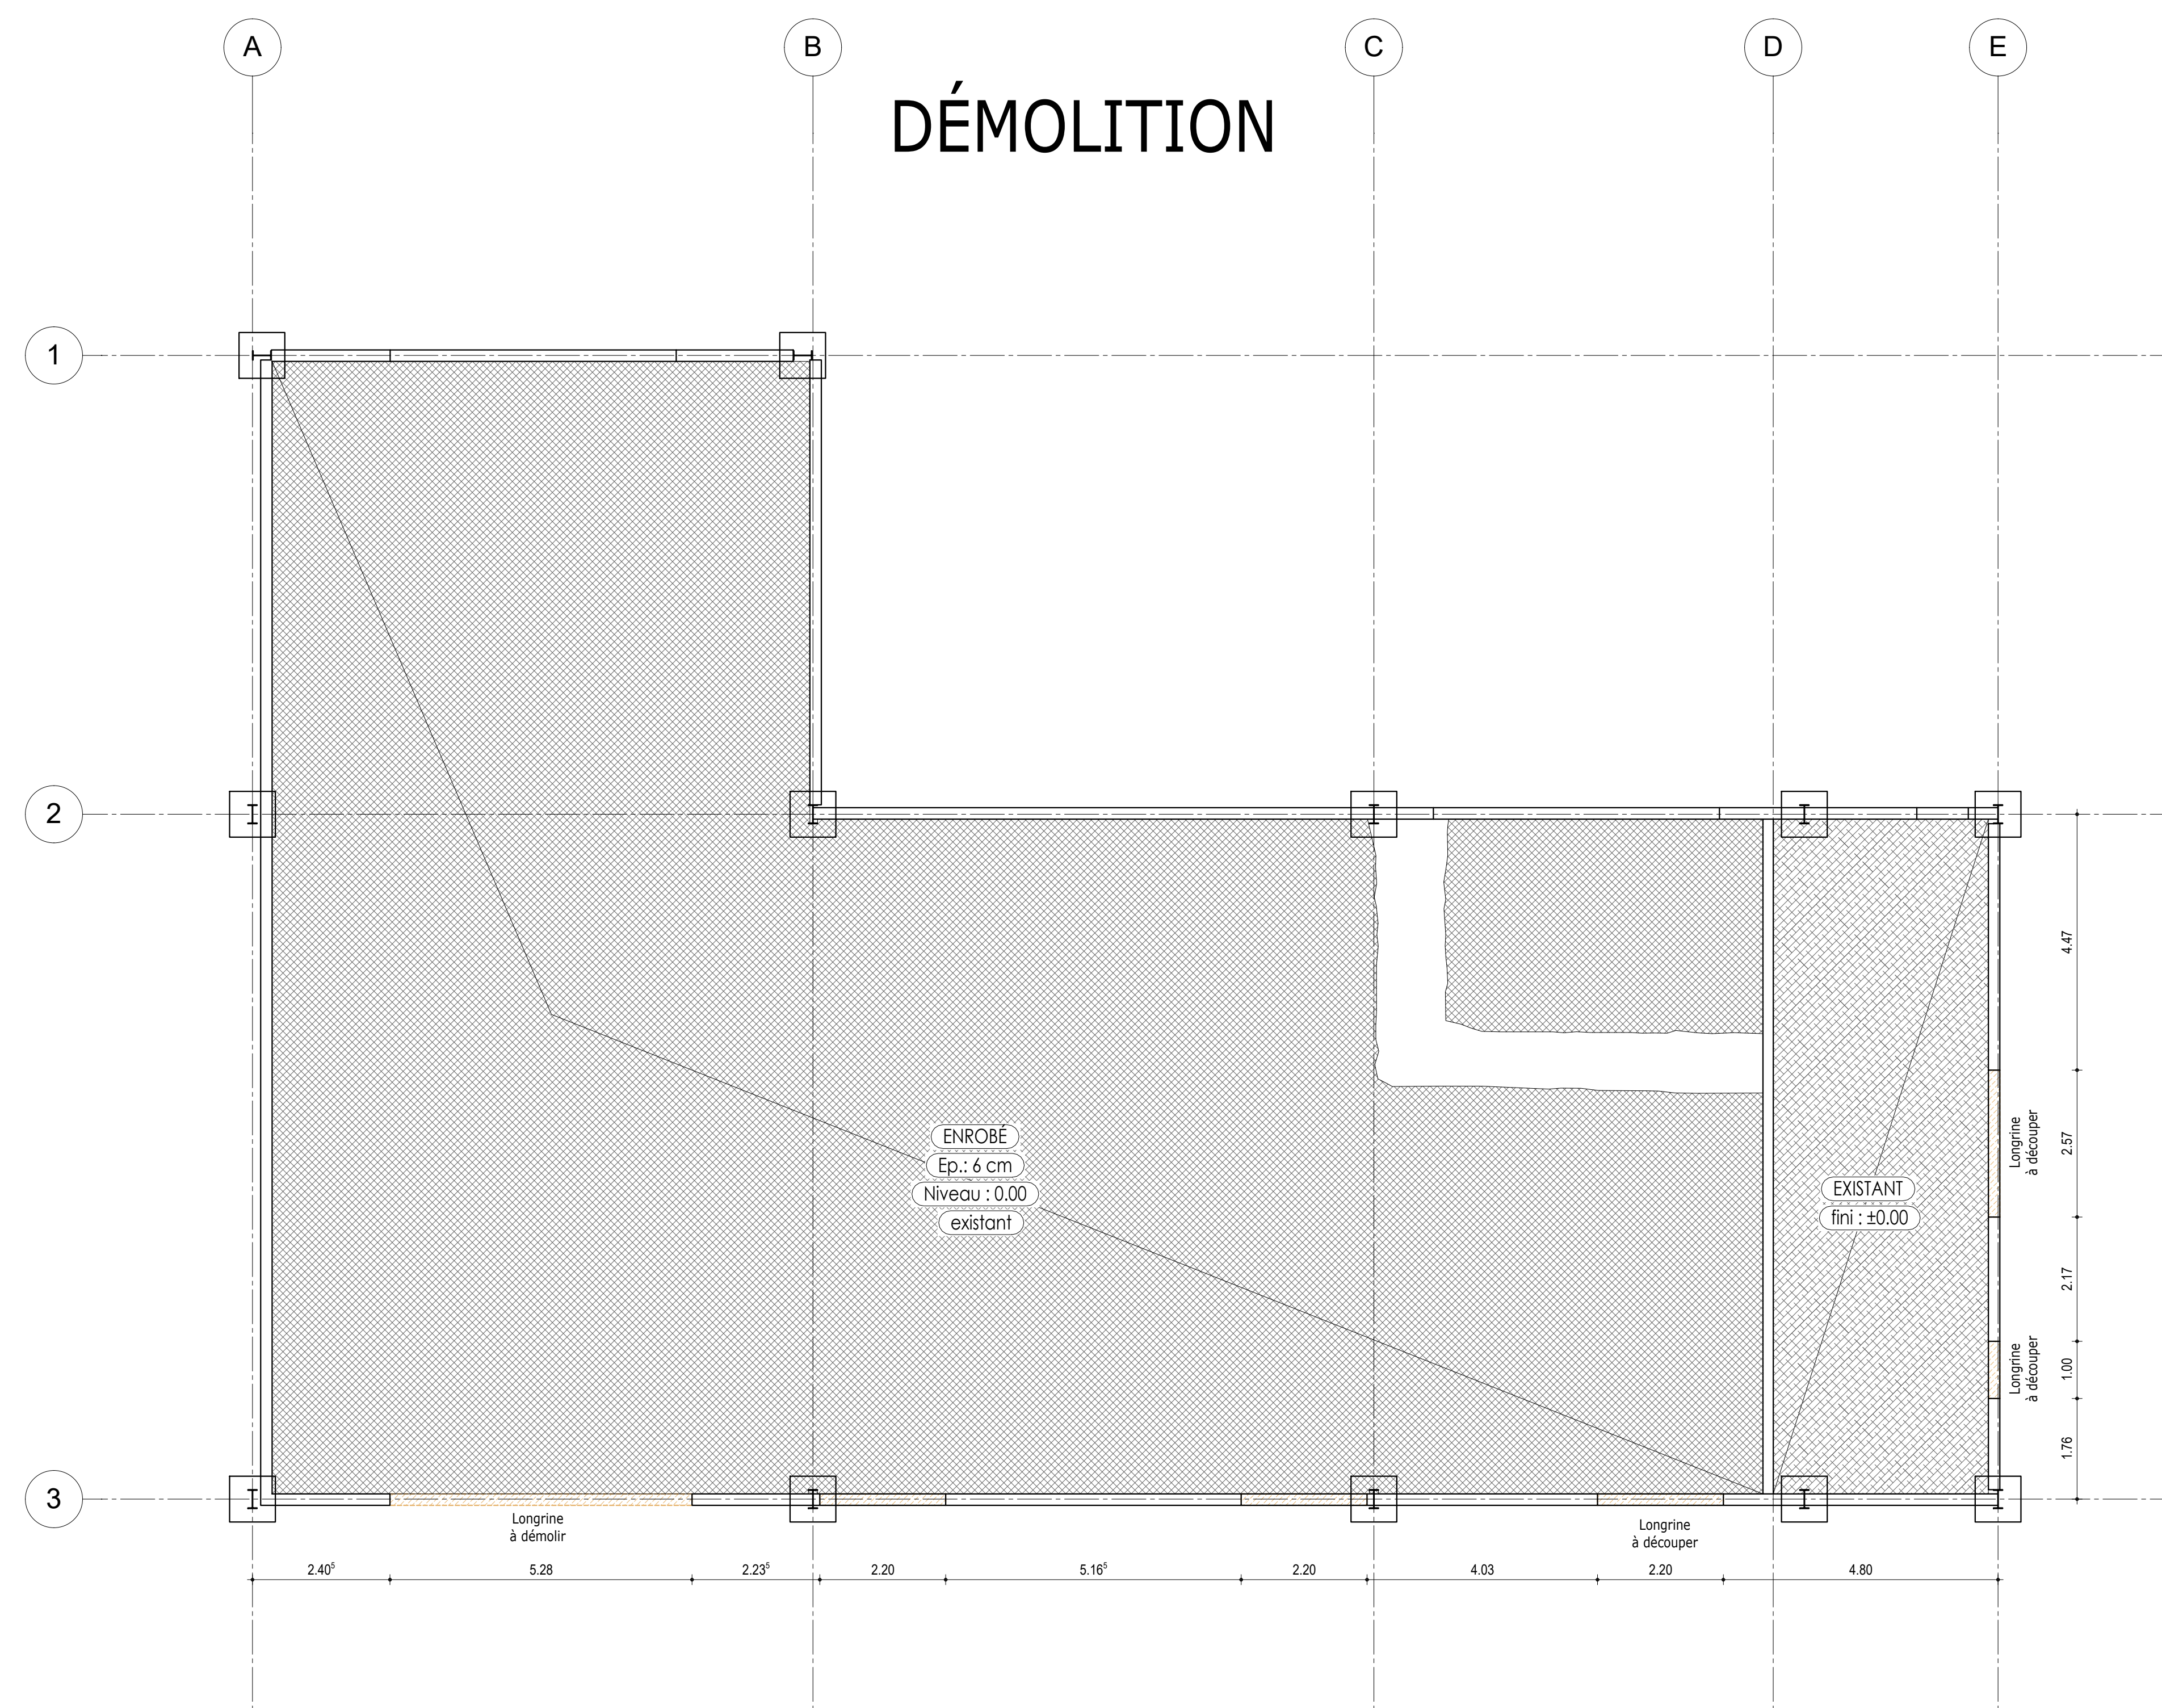 A
B
C
D
E
DÉMOLITION
1
2
3
ENROBÉ
Ep.: 6 cm
Niveau : 0.00
existant
EXISTANT
fini : ±0.00
4.47
2.57
2.17
1.00
1.76
Longrine
à découper
Longrine
à découper
Longrine
à démolir
Longrine
à découper
2.40⁵
5.28
2.23⁵
2.20
5.16⁵
2.20
4.03
2.20
4.80